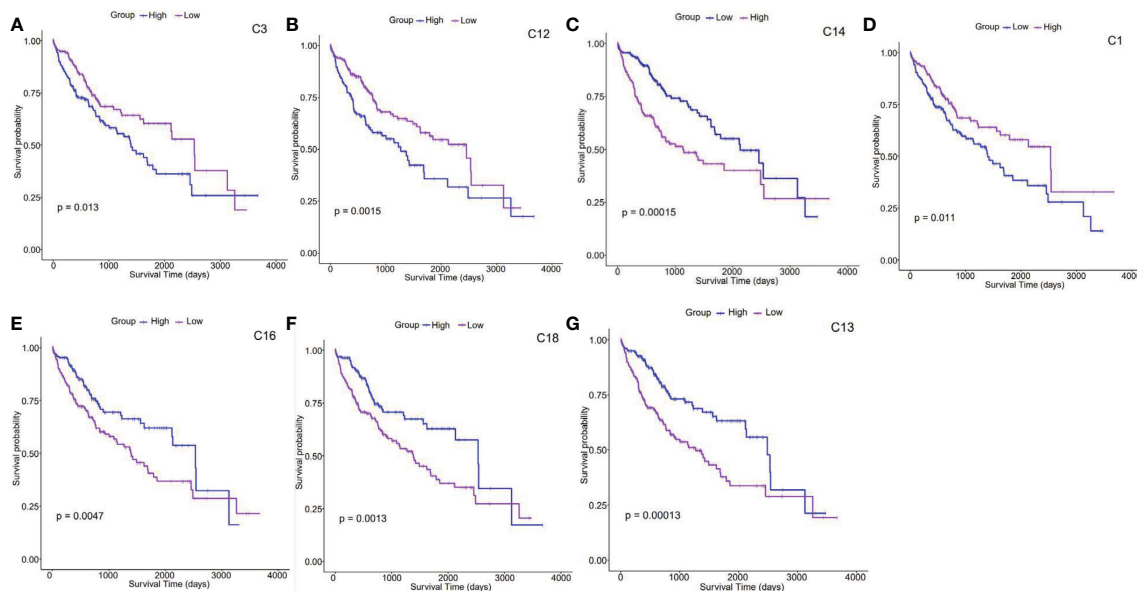 A
Group High Low
C3
Survival probability
1.00
0.75
0.50
0.25
0.00
p = 0.013
0 1000 2000 3000 4000
Survival Time (days)
B
Group High Low
C12
Survival probability
1.00
0.75
0.50
0.25
0.00
p = 0.0015
0 1000 2000 3000 4000
Survival Time (days)
C
Group Low High
C14
Survival probability
1.00
0.75
0.50
0.25
0.00
p = 0.00015
0 1000 2000 3000 4000
Survival Time (days)
D
Group Low High
C1
Survival probability
1.00
0.75
0.50
0.25
0.00
p = 0.011
0 1000 2000 3000 4000
Survival Time (days)
E
Group High Low
C16
Survival probability
1.00
0.75
0.50
0.25
0.00
p = 0.0047
0 1000 2000 3000 4000
Survival Time (days)
F
Group High Low
C18
Survival probability
1.00
0.75
0.50
0.25
0.00
p = 0.0013
0 1000 2000 3000 4000
Survival Time (days)
G
Group High Low
C13
Survival probability
1.00
0.75
0.50
0.25
0.00
p = 0.00013
0 1000 2000 3000 4000
Survival Time (days)